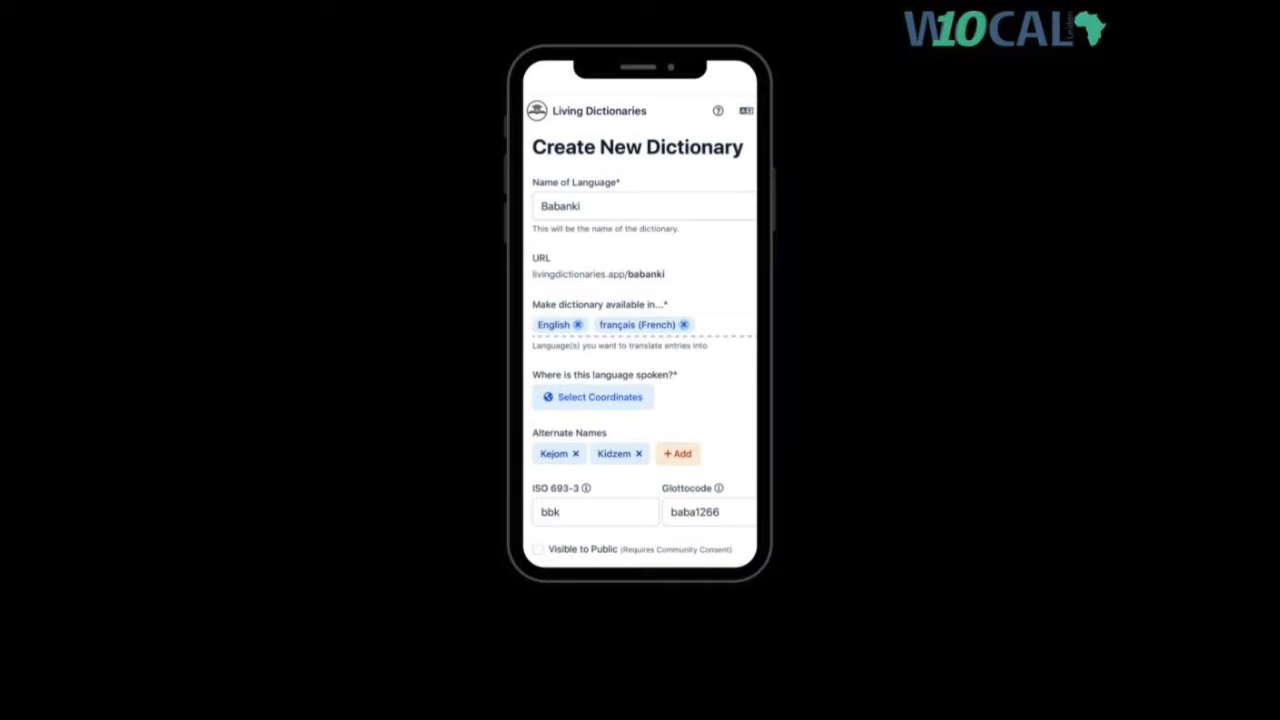 W10CAL Leiden
Living Dictionaries
Create New Dictionary
Name of Language*
Babanki
This will be the name of the dictionary.
URL
livingdictionaries.app/babanki
Make dictionary available in...*
English × français (French) ×
Language(s) you want to translate entries into
Where is this language spoken?*
Select Coordinates
Alternate Names
Kejom × Kidzem × + Add
ISO 693-3 Glottocode
bbk baba1266
Visible to Public (Requires Community Consent)